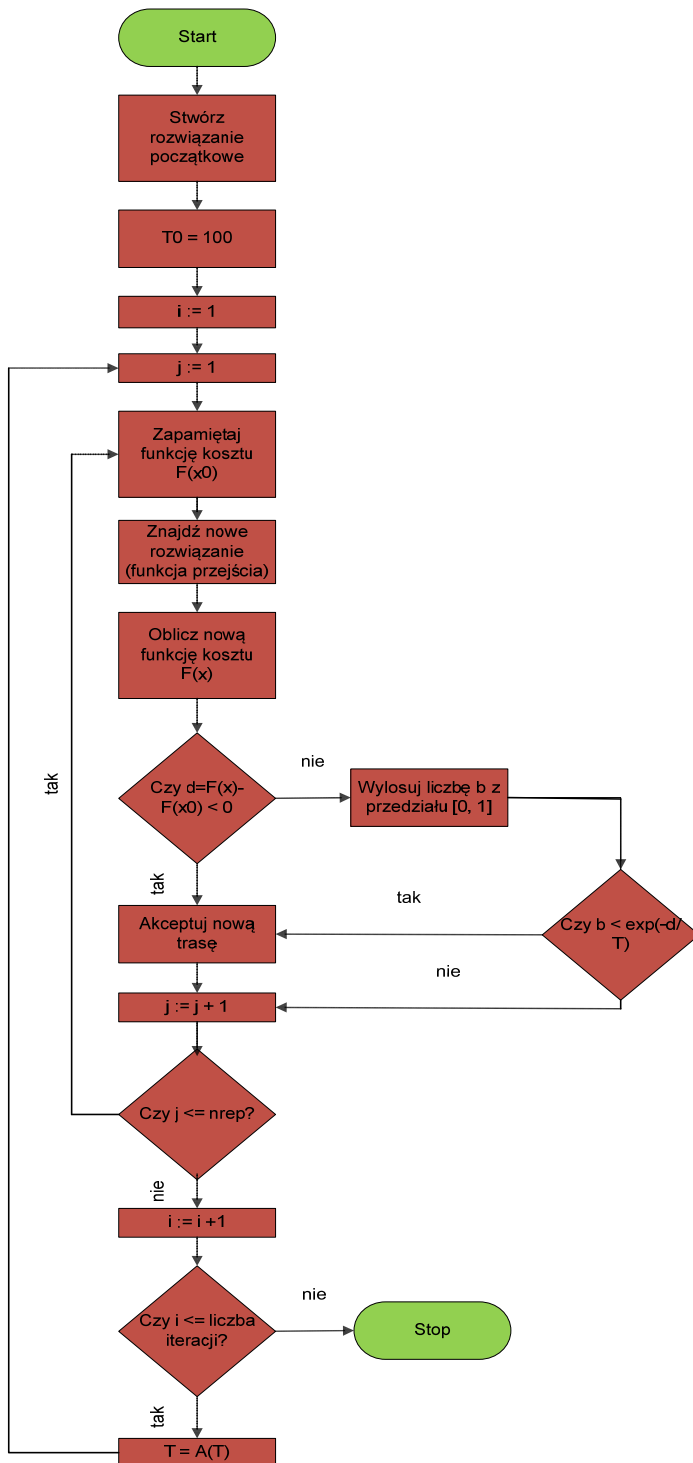 Start
Stwórz
rozwiązanie
początkowe
T0 = 100
i := 1
j := 1
Zapamiętaj
funkcję kosztu
F(x0)
Znajdź nowe
rozwiązanie
(funkcja przejścia)
Oblicz nową
funkcję kosztu
F(x)
Czy d=F(x)-
F(x0) < 0
nie
Wylosuj liczbę b z
przedziału [0, 1]
tak
tak
Akceptuj nową
trasę
tak
Czy b < exp(-d/
T)
nie
j := j + 1
Czy j <= nrep?
nie
i := i +1
Czy i <= liczba
iteracji?
nie
Stop
tak
T = A(T)